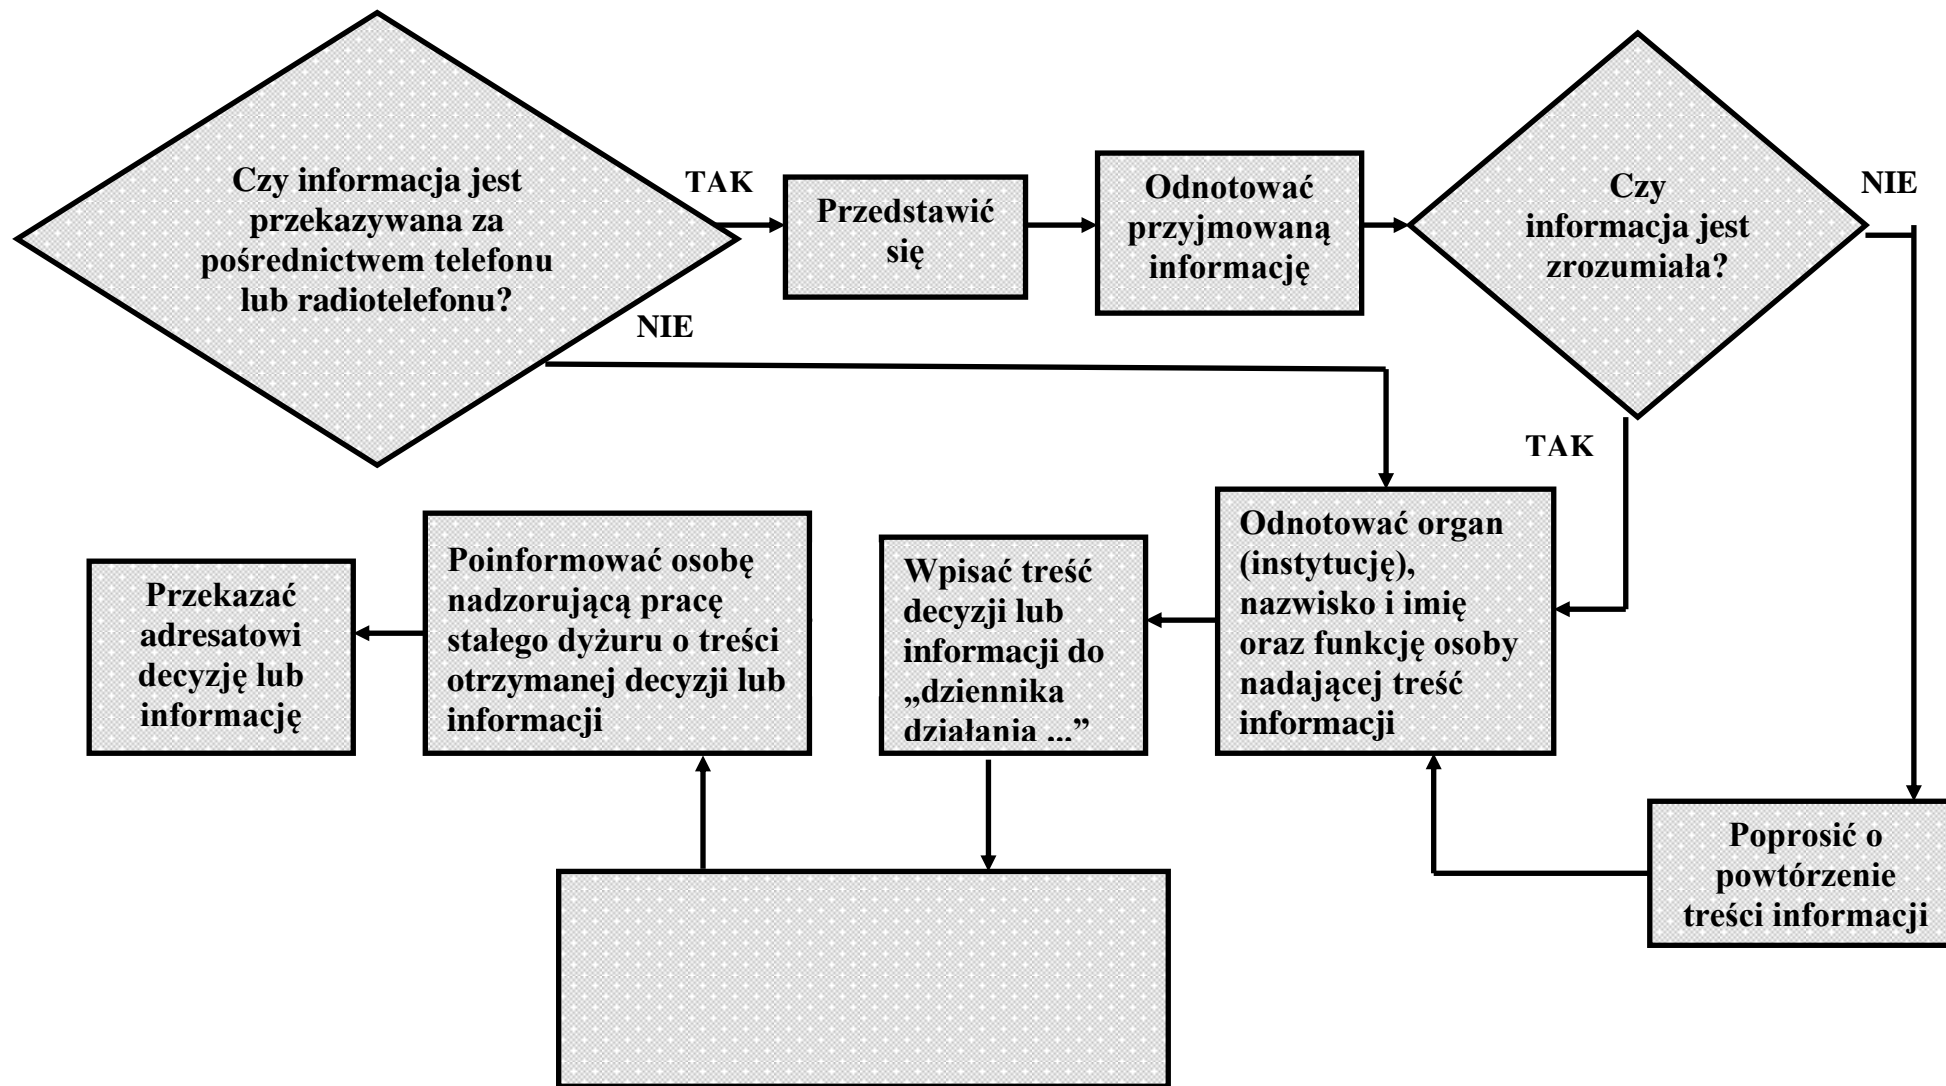 Czy informacja jest
przekazywana za
pośrednictwem telefonu
lub radiotelefonu?
TAK
NIE
Przedstawić
się
Odnotować
przyjmowaną
informację
Czy
informacja jest
zrozumiała?
NIE
TAK
Odnotować organ
(instytucję),
nazwisko i imię
oraz funkcję osoby
nadającej treść
informacji
Wpisać treść
decyzji lub
informacji do
„dziennika
działania ...”
Poinformować osobę
nadzorującą pracę
stałego dyżuru o treści
otrzymanej decyzji lub
informacji
Przekazać
adresatowi
decyzję lub
informację
Poprosić o
powtórzenie
treści informacji